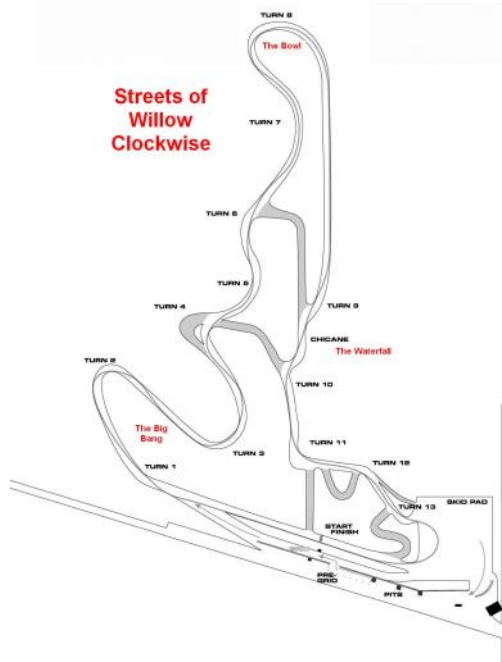 TURN 8
The Bowl
Streets of
Willow
Clockwise
TURN 7
TURN 6
TURN 5
TURN 4
TURN 9
CHICANE
The Waterfall
TURN 2
TURN 10
The Big
Bang
TURN 3
TURN 11
TURN 1
TURN 12
SKID PAD
TURN 13
START
FINISH
PRE-
GRID
PITS